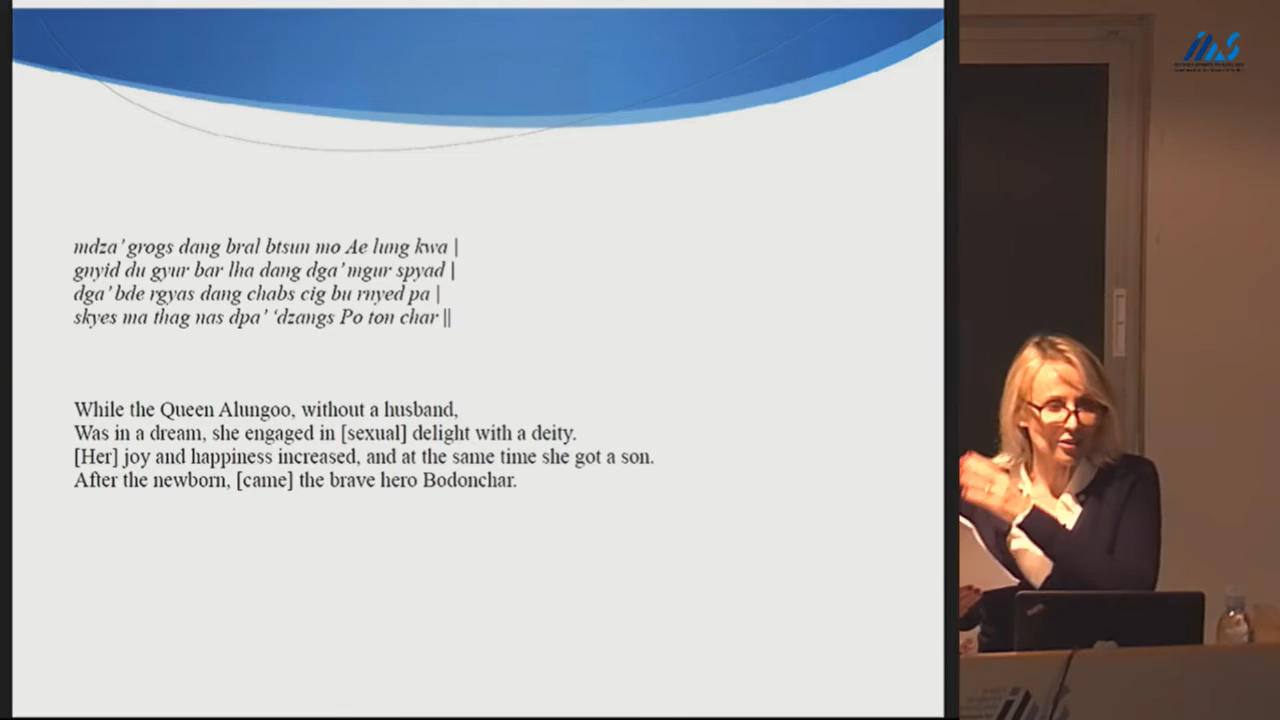 mdza’ grogs dang bral btsun mo Ae lung kwa |
gnyid du gyur bar lha dang dga’ mgur spyad |
dga’ bde rgyas dang chabs cig bu rnyed pa |
skyes ma thag nas dpa’ ‘dzangs Po ton char ||
While the Queen Alungoo, without a husband,
Was in a dream, she engaged in [sexual] delight with a deity.
[Her] joy and happiness increased, and at the same time she got a son.
After the newborn, [came] the brave hero Bodonchar.